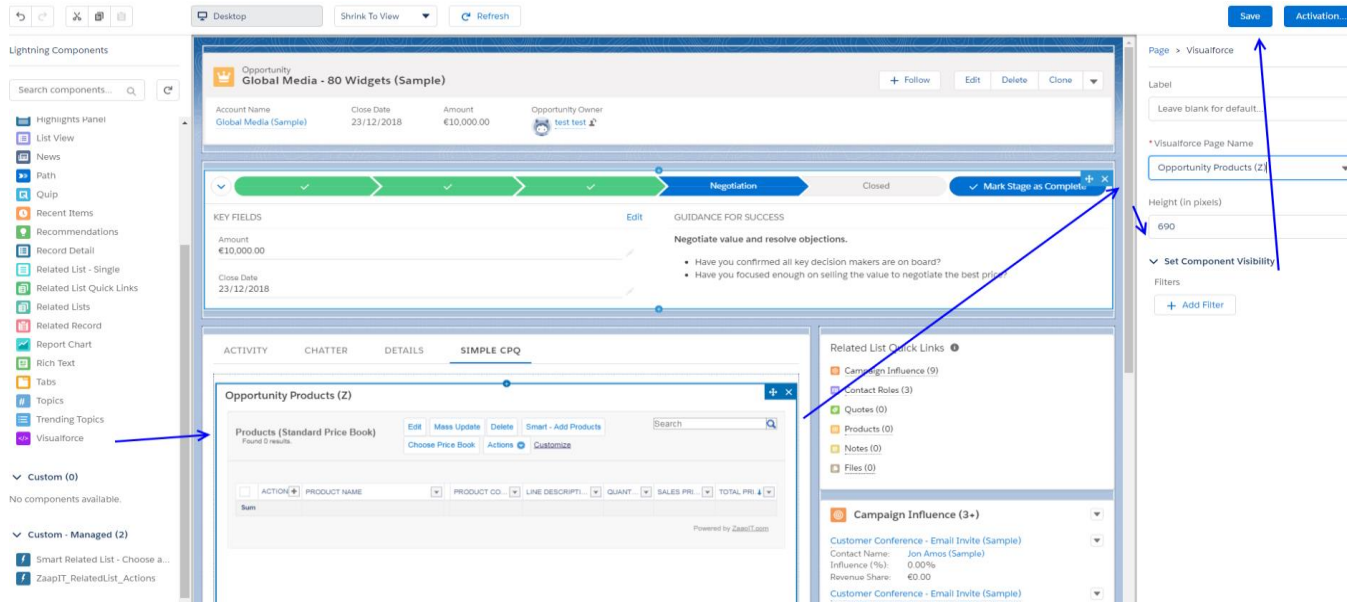 Desktop
Shrink To View
Refresh
Save
Activation...
Lightning Components
Search components...
Highlights Panel
List View
News
Path
Quip
Recent Items
Recommendations
Record Detail
Related List - Single
Related List Quick Links
Related Lists
Related Record
Report Chart
Rich Text
Tabs
Topics
Trending Topics
Visualforce
Custom (0)
No components available.
Custom - Managed (2)
Smart Related List - Choose a...
ZaapIT_RelatedList_Actions
Opportunity
Global Media - 80 Widgets (Sample)
+ Follow Edit Delete Clone
Account Name Close Date Amount Opportunity Owner
Global Media (Sample) 23/12/2018 €10,000.00 test test
Negotiation Closed Mark Stage as Complete
KEY FIELDS Edit
Amount
€10,000.00
Close Date
23/12/2018
GUIDANCE FOR SUCCESS
Negotiate value and resolve objections.
• Have you confirmed all key decision makers are on board?
• Have you focused enough on selling the value to negotiate the best price?
ACTIVITY CHATTER DETAILS SIMPLE CPQ
Opportunity Products (Z)
Products (Standard Price Book)
Found 0 results.
Edit Mass Update Delete Smart - Add Products
Search
Choose Price Book Actions Customize
ACTION PRODUCT NAME PRODUCT CO... LINE DESCRIPTI... QUANT... SALES PRI... TOTAL PRI.
Sum
Powered by ZaapIT.com
Related List Quick Links
Campaign Influence (9)
Contact Roles (3)
Quotes (0)
Products (0)
Notes (0)
Files (0)
Campaign Influence (3+)
Customer Conference - Email Invite (Sample)
Contact Name: Jon Amos (Sample)
Influence (%): 0.00%
Revenue Share: €0.00
Customer Conference - Email Invite (Sample)
Page > Visualforce
Label
Leave blank for default...
*Visualforce Page Name
Opportunity Products (Z)
Height (in pixels)
690
Set Component Visibility
Filters
+ Add Filter